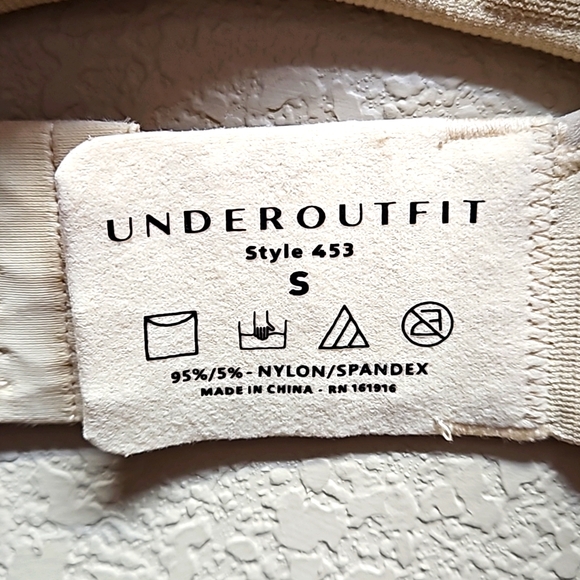 UNDEROUTFIT
Style 453
S
95%/5% - NYLON/SPANDEX
MADE IN CHINA - RN 161916